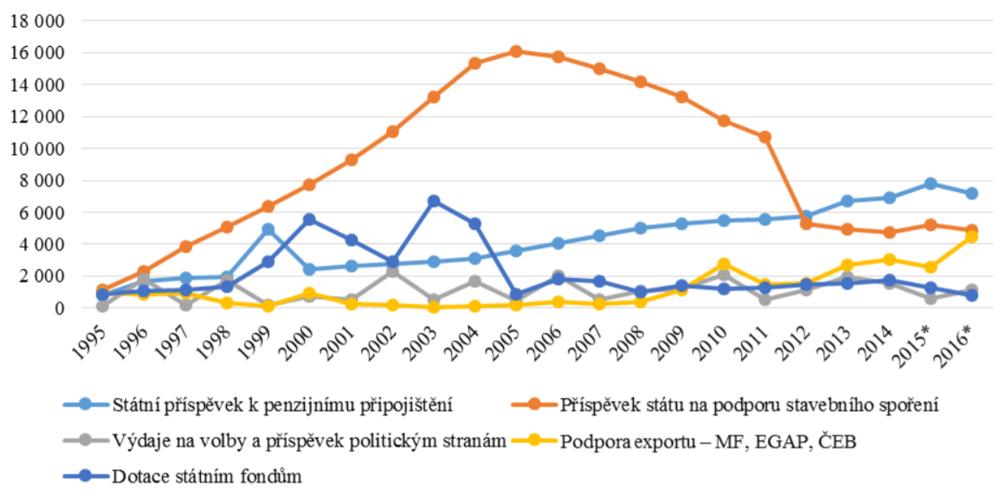 18 000
16 000
14 000
12 000
10 000
8 000
6 000
4 000
2 000
0
1995 1996 1997 1998 1999 2000 2001 2002 2003 2004 2005 2006 2007 2008 2009 2010 2011 2012 2013 2014 2015* 2016*
Státní příspěvek k penzijnímu připojištění Příspěvek státu na podporu stavebního spoření
Výdaje na volby a příspěvek politickým stranám Podpora exportu – MF, EGAP, ČEB
Dotace státním fondům